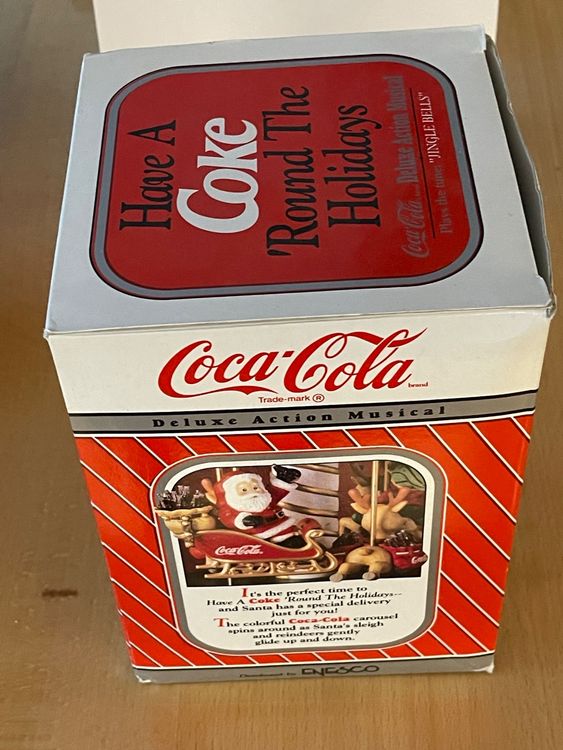 Have A
Coke
'Round The
Holidays
Coca-Cola brand Deluxe Action Musical
Plays the tune, "JINGLE BELLS"
Coca-Cola
brand
Trade-mark ®
Deluxe Action Musical
Coca-Cola
It's the perfect time to
Have A Coke 'Round The Holidays--
and Santa has a special delivery
just for you!
The colorful Coca-Cola carousel
spins around as Santa's sleigh
and reindeers gently
glide up and down.
Distributed by ENESCO